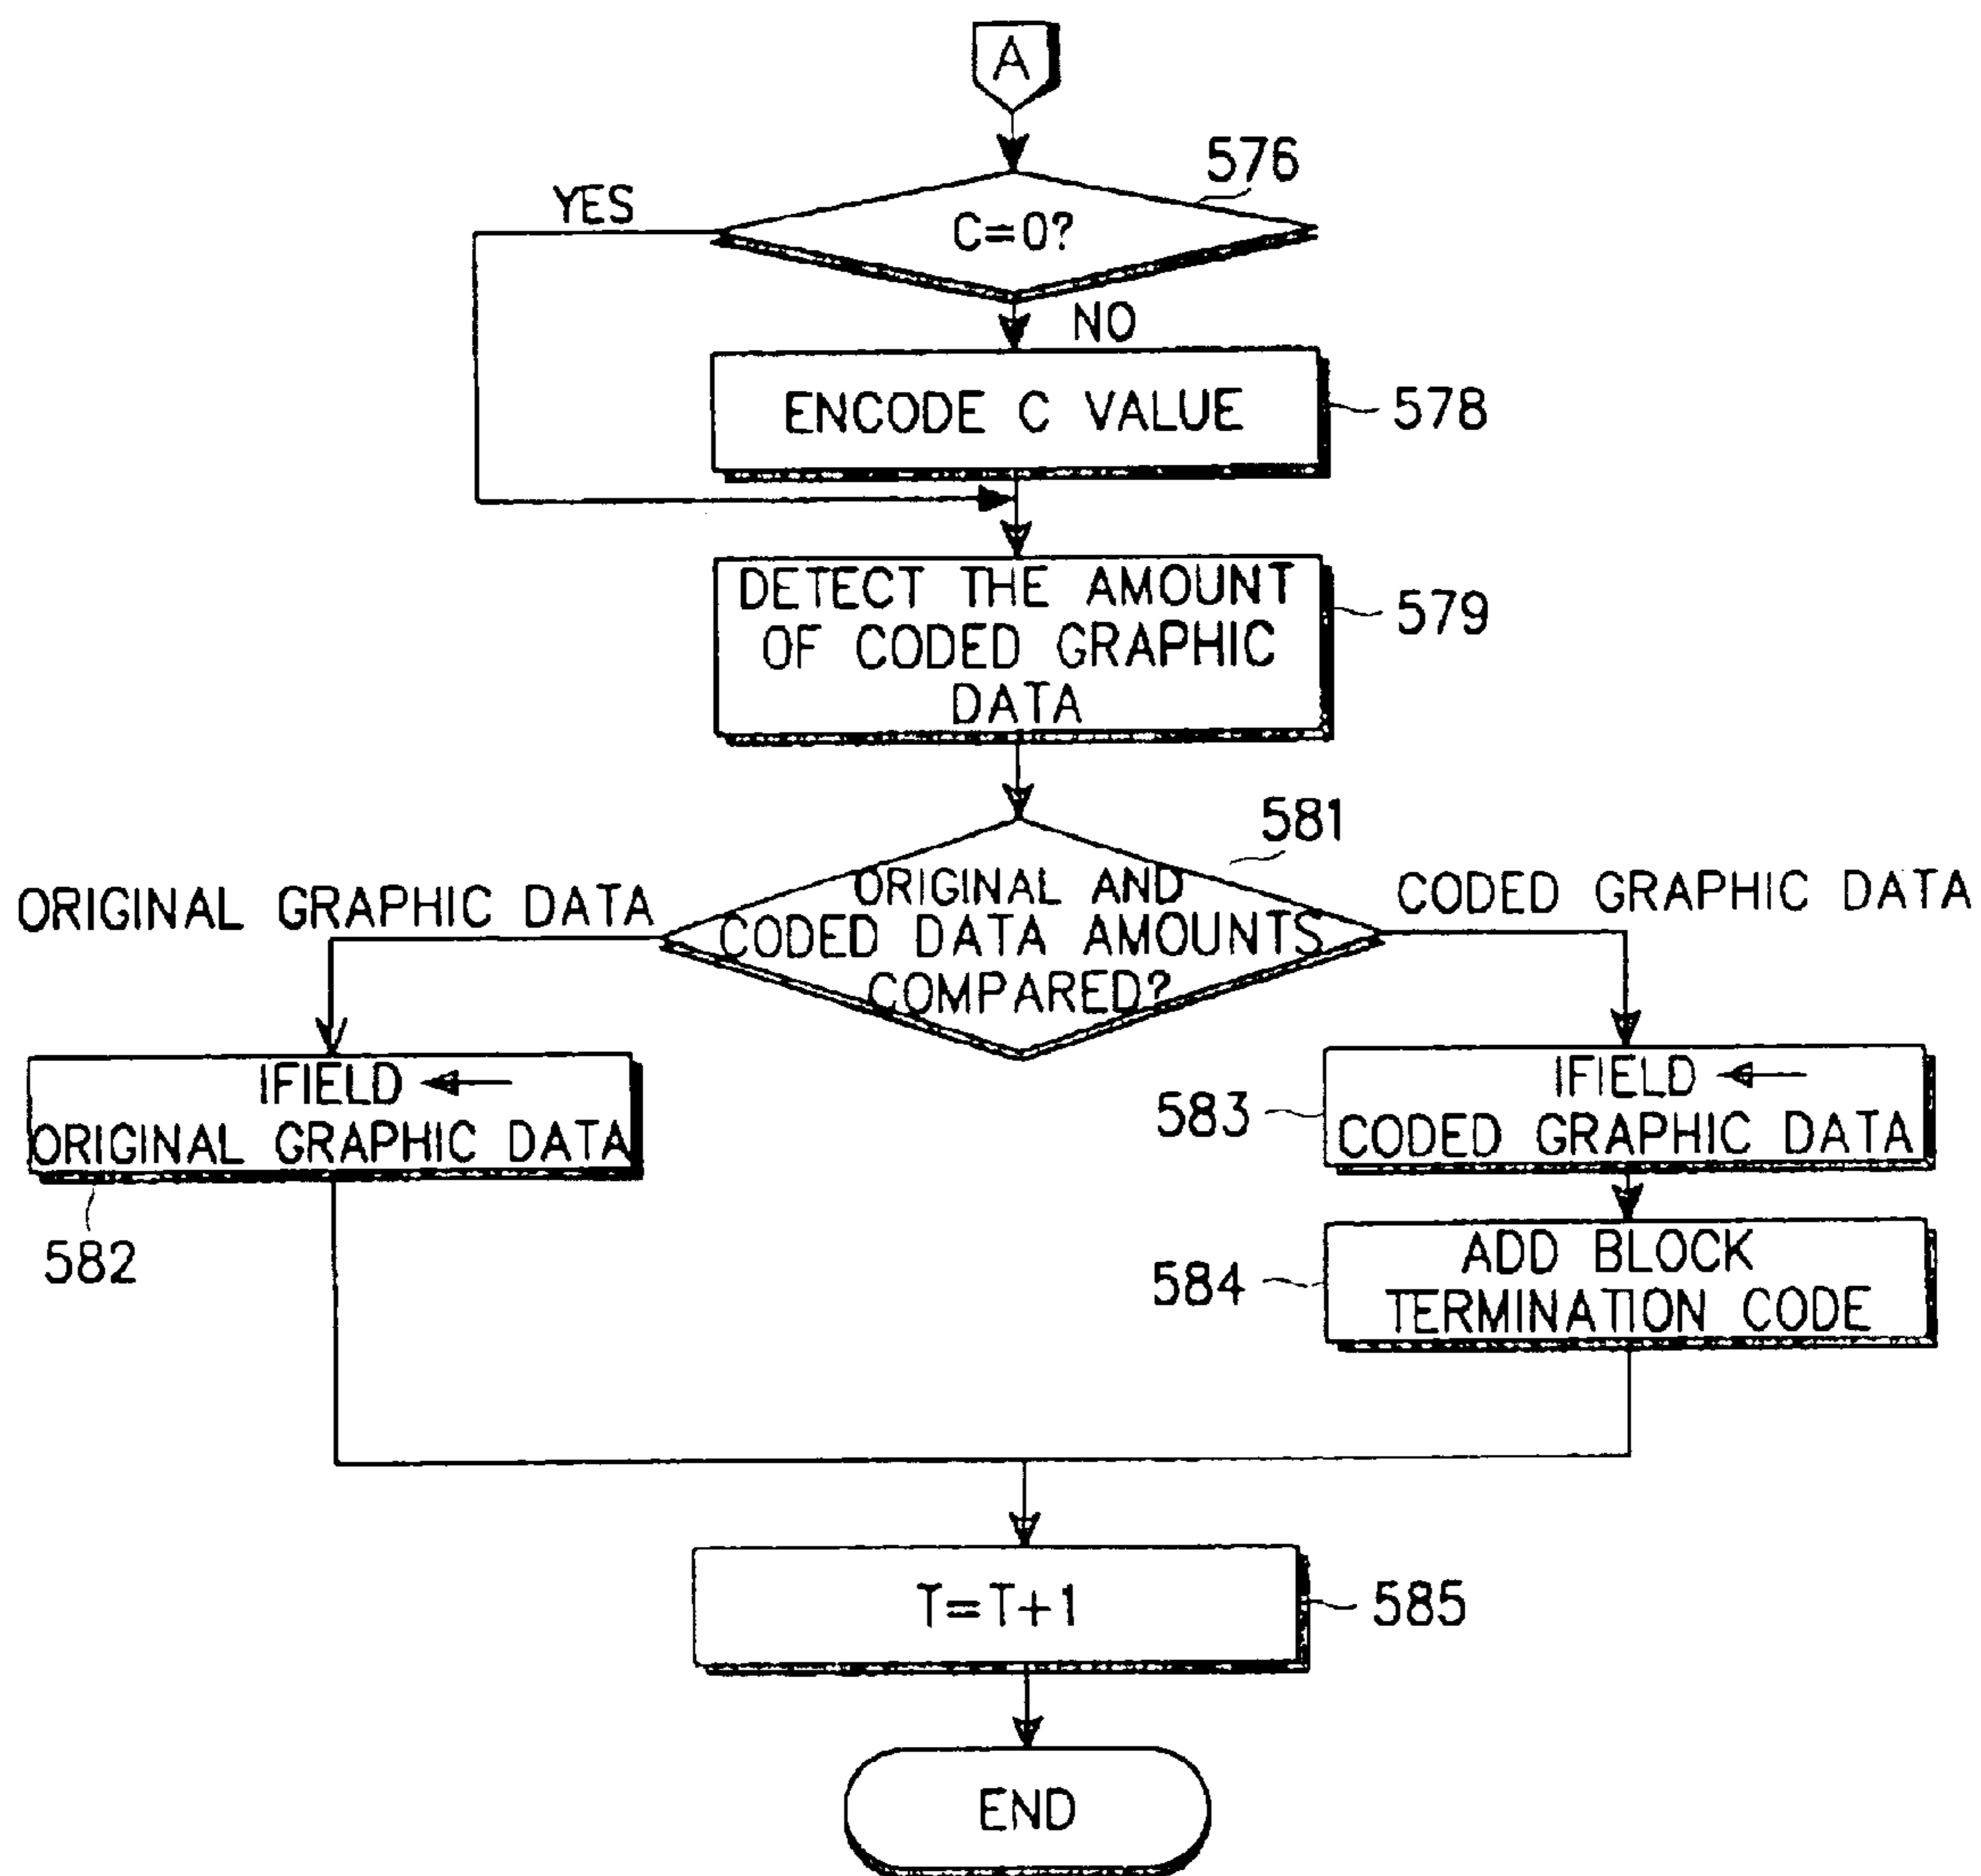 A
576
YES
C=0?
NO
ENCODE C VALUE
578
DETECT THE AMOUNT
OF CODED GRAPHIC
DATA
579
581
ORIGINAL GRAPHIC DATA
ORIGINAL AND
CODED DATA AMOUNTS
COMPARED?
CODED GRAPHIC DATA
IFIELD ←
ORIGINAL GRAPHIC DATA
582
IFIELD ←
CODED GRAPHIC DATA
583
ADD BLOCK
TERMINATION CODE
584
T=T+1
585
END